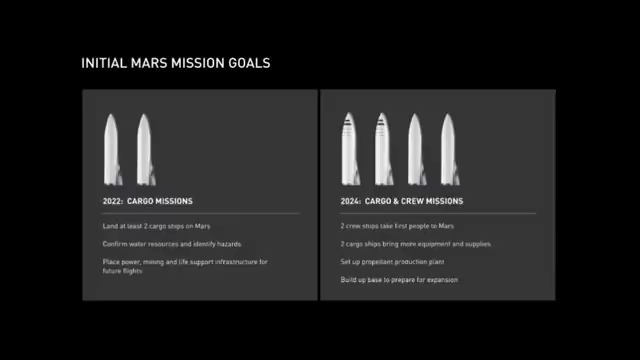 INITIAL MARS MISSION GOALS
2022: CARGO MISSIONS
Land at least 2 cargo ships on Mars
Confirm water resources and identify hazards
Place power, mining and life support infrastructure for
future flights
2024: CARGO & CREW MISSIONS
2 crew ships take first people to Mars
2 cargo ships bring more equipment and supplies
Set up propellant production plant
Build up base to prepare for expansion